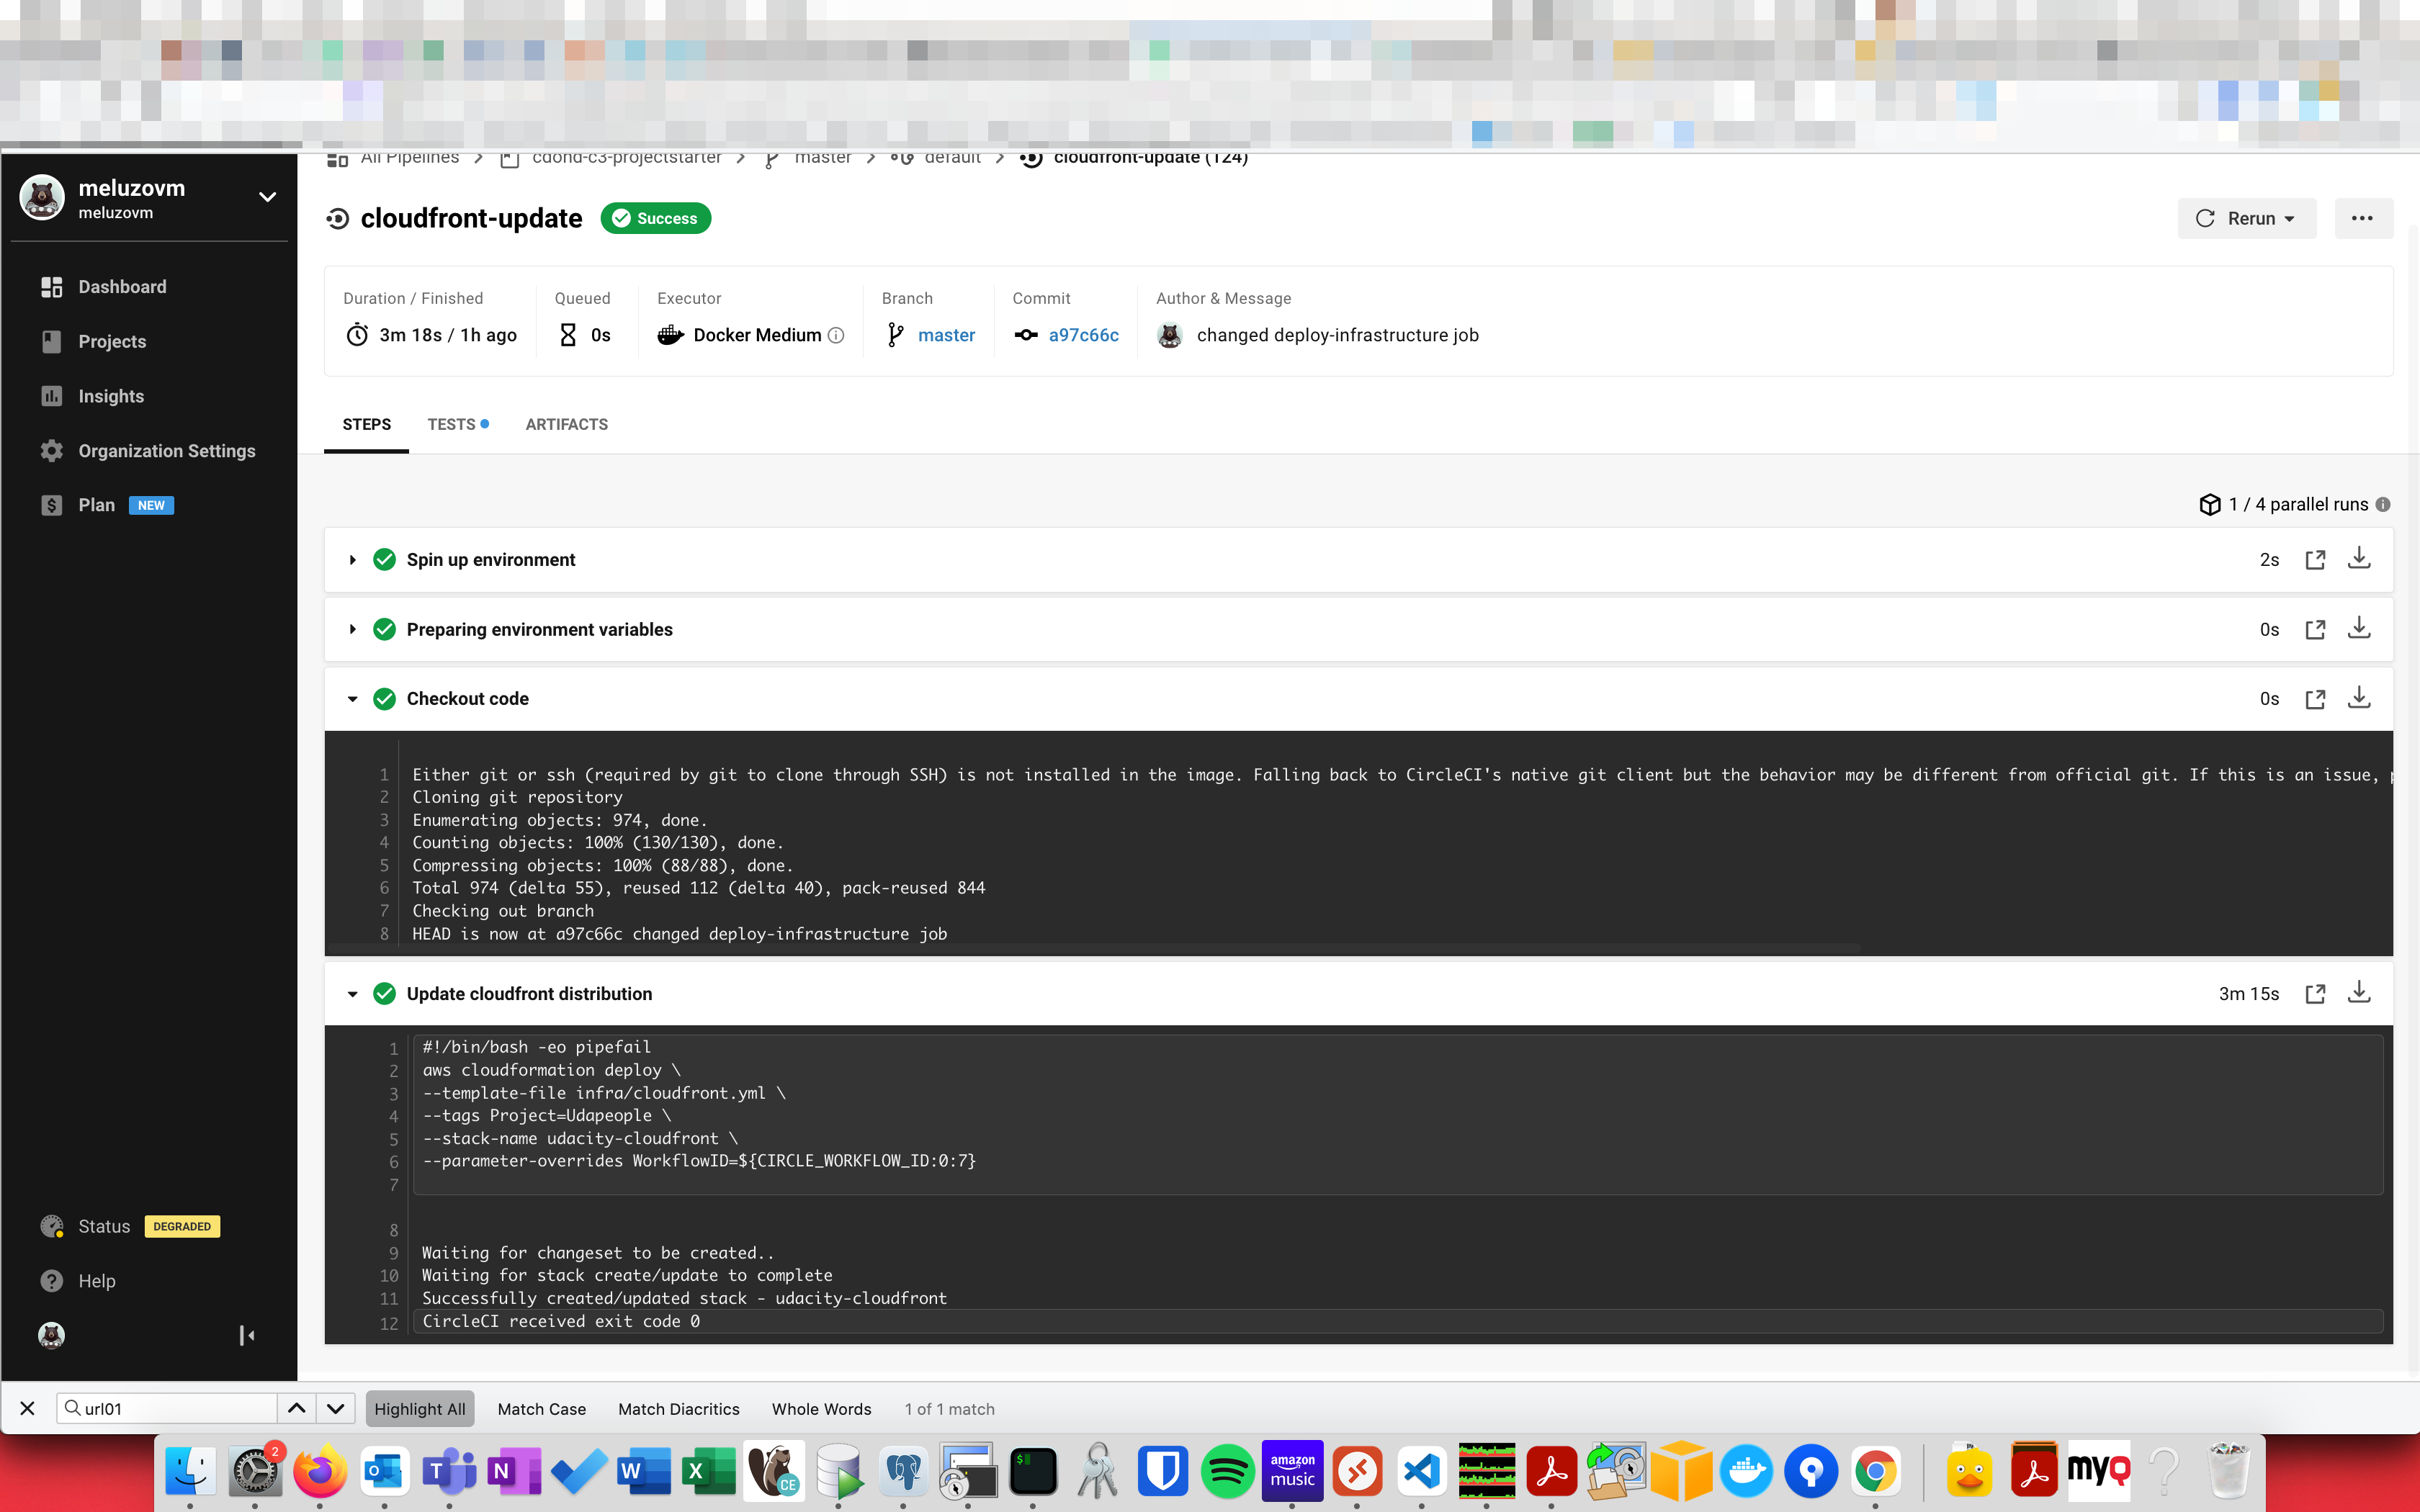 All Pipelines > cdond-c3-projectstarter > master > default > cloudfront-update (124)
meluzovm
meluzovm
Dashboard
Projects
Insights
Organization Settings
Plan NEW
Status DEGRADED
Help
cloudfront-update Success
Rerun
Duration / Finished
3m 18s / 1h ago
Queued
0s
Executor
Docker Medium
Branch
master
Commit
a97c66c
Author & Message
changed deploy-infrastructure job
STEPS TESTS ARTIFACTS
1 / 4 parallel runs
Spin up environment 2s
Preparing environment variables 0s
Checkout code 0s
1 Either git or ssh (required by git to clone through SSH) is not installed in the image. Falling back to CircleCI's native git client but the behavior may be different from official git. If this is an issue,
2 Cloning git repository
3 Enumerating objects: 974, done.
4 Counting objects: 100% (130/130), done.
5 Compressing objects: 100% (88/88), done.
6 Total 974 (delta 55), reused 112 (delta 40), pack-reused 844
7 Checking out branch
8 HEAD is now at a97c66c changed deploy-infrastructure job
Update cloudfront distribution 3m 15s
1 #!/bin/bash -eo pipefail
2 aws cloudformation deploy \
3 --template-file infra/cloudfront.yml \
4 --tags Project=Udapeople \
5 --stack-name udacity-cloudfront \
6 --parameter-overrides WorkflowID=${CIRCLE_WORKFLOW_ID:0:7}
7
8
9 Waiting for changeset to be created..
10 Waiting for stack create/update to complete
11 Successfully created/updated stack - udacity-cloudfront
12 CircleCI received exit code 0
url01 Highlight All Match Case Match Diacritics Whole Words 1 of 1 match
2
O
T
N
W
X
CE
$
amazon music
myQ
?